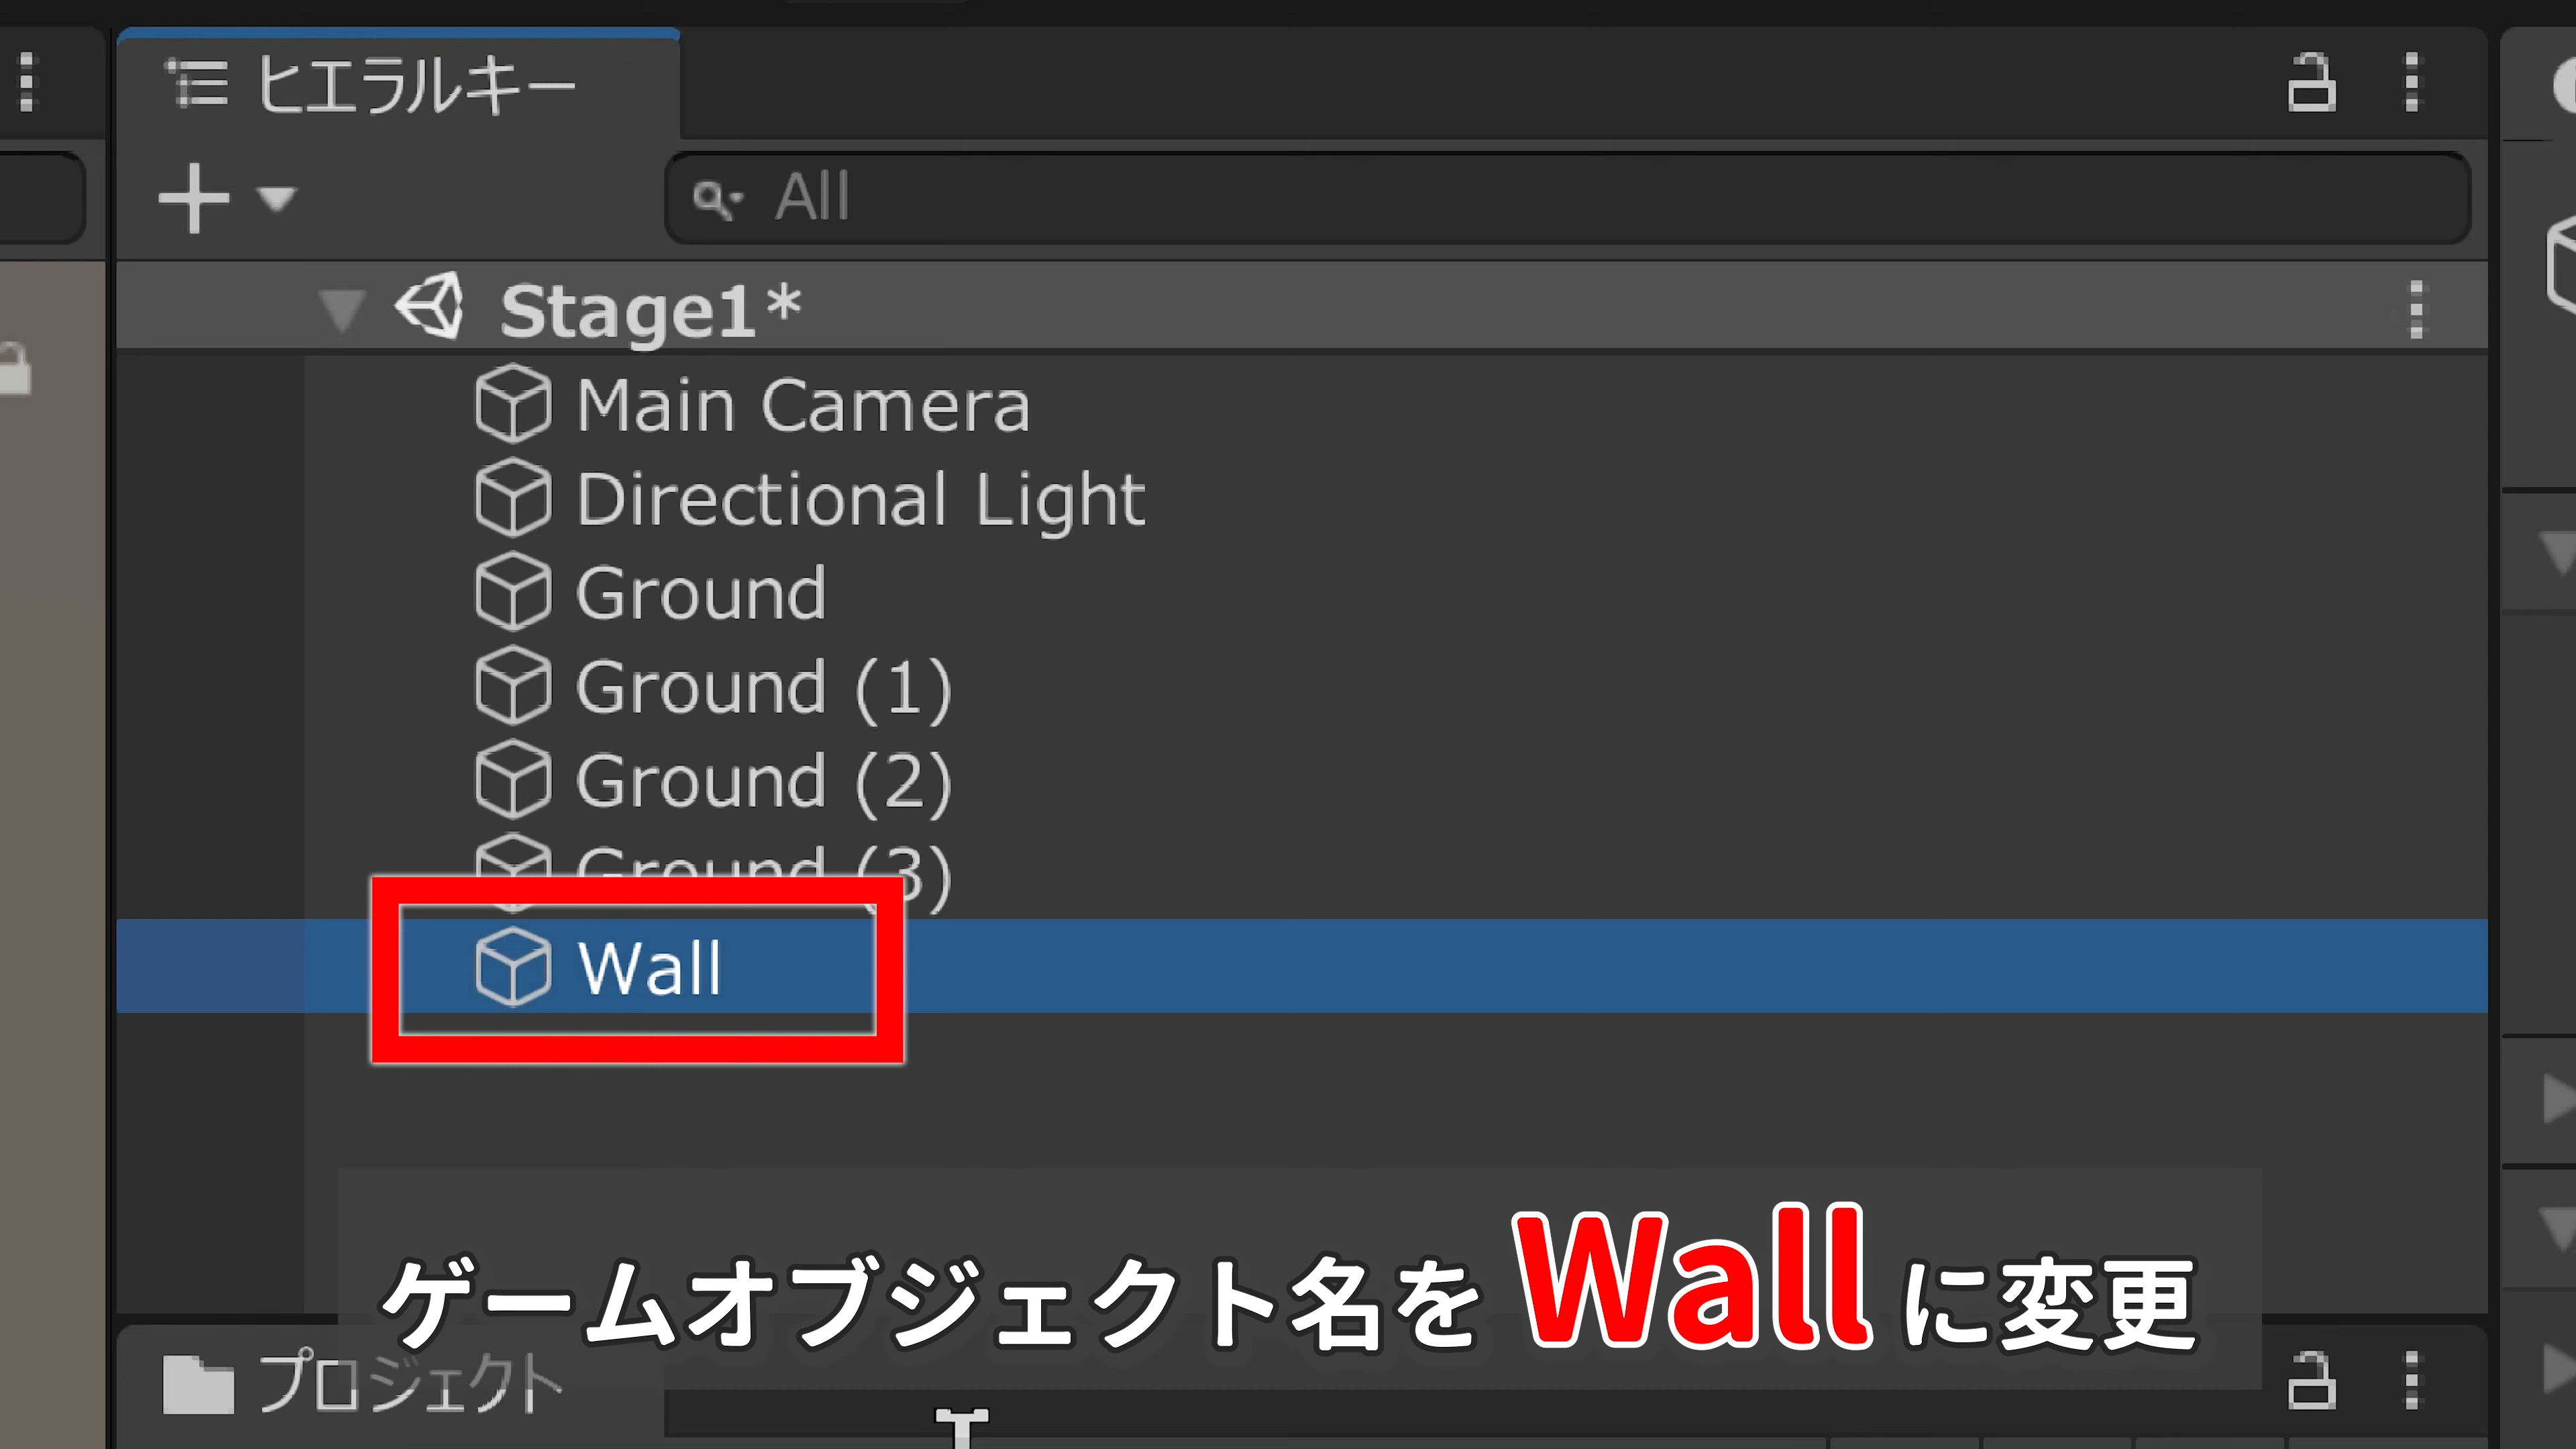 ヒエラルキー
All
Stage1*
Main Camera
Directional Light
Ground
Ground (1)
Ground (2)
Ground (3)
Wall
ゲームオブジェクト名を Wall に変更
プロジェクト